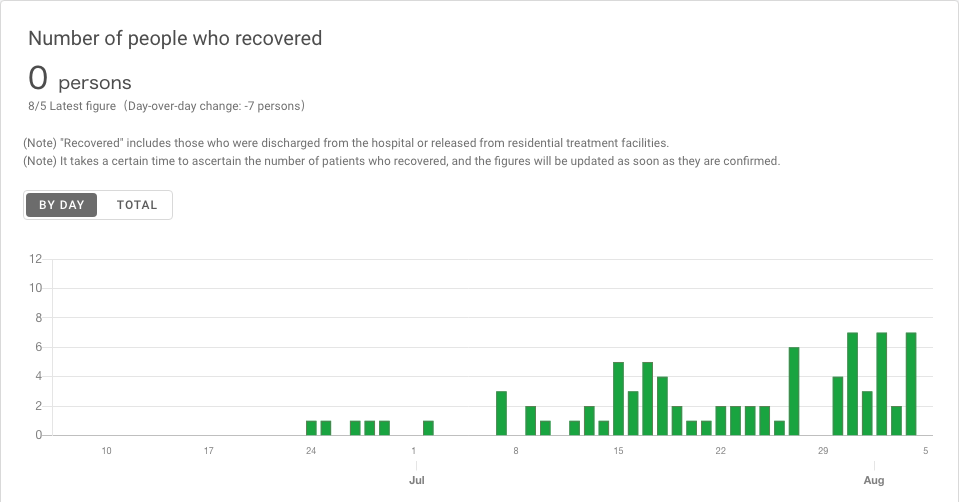 Number of people who recovered
0 persons
8/5 Latest figure (Day-over-day change: -7 persons)
(Note) "Recovered" includes those who were discharged from the hospital or released from residential treatment facilities.
(Note) It takes a certain time to ascertain the number of patients who recovered, and the figures will be updated as soon as they are confirmed.
BY DAY TOTAL
12
10
8
6
4
2
0
10 17 24 1 8 15 22 29 5
Jul Aug